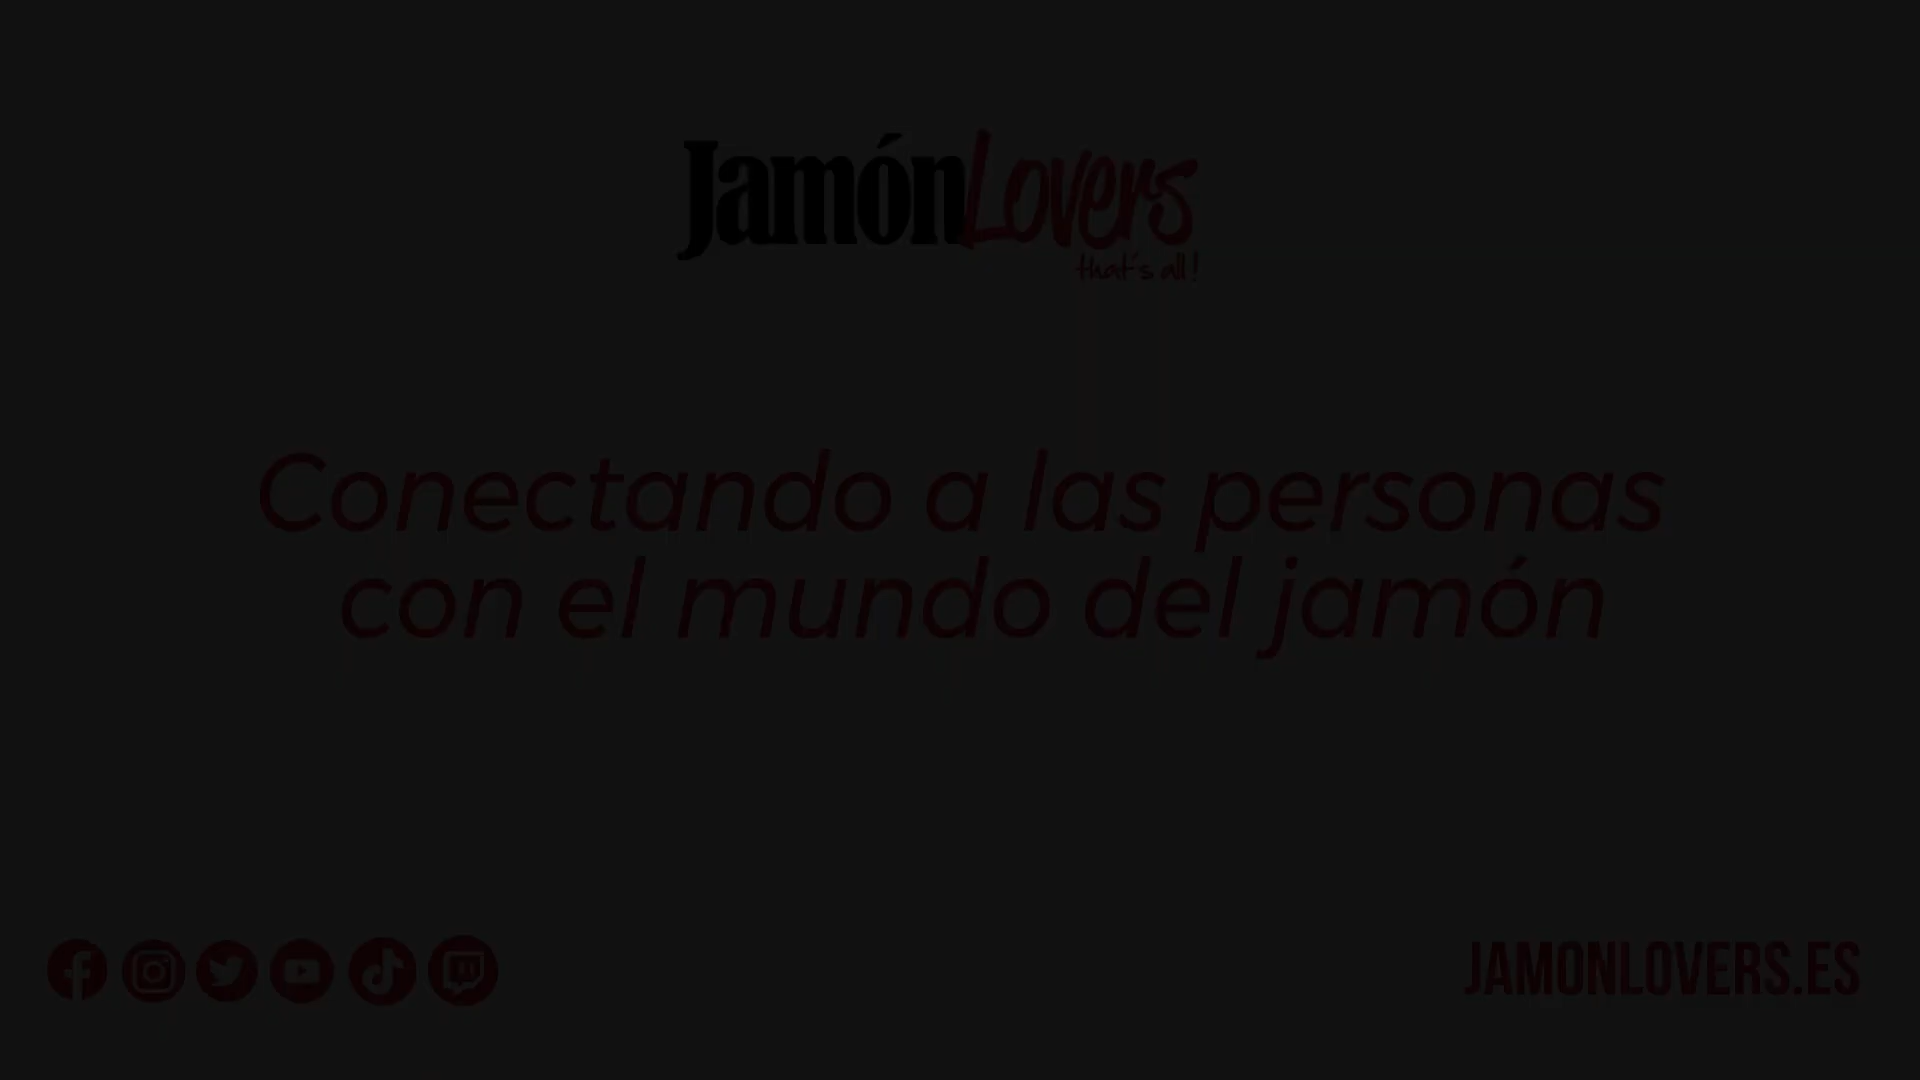 JamónLovers
that's all!
Conectando a las personas
con el mundo del jamón
JAMONLOVERS.ES